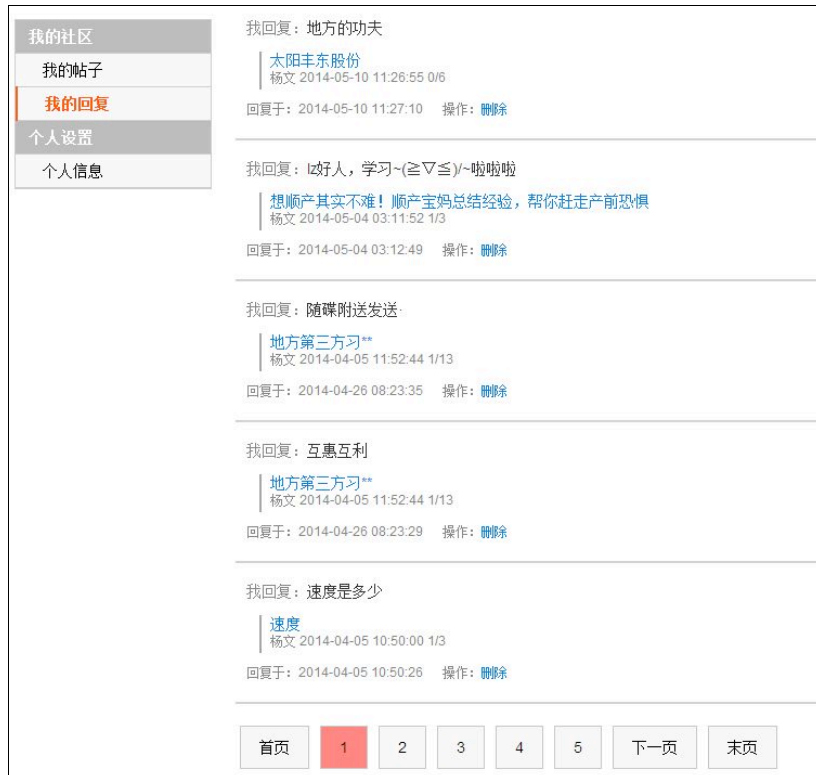 我的社区
我的帖子
我的回复
个人设置
个人信息
我回复：地方的功夫
太阳丰东股份
杨文 2014-05-10 11:26:55 0/6
回复于：2014-05-10 11:27:10 操作：删除
我回复：lz好人，学习~(≧▽≦)/~啦啦啦
想顺产其实不难！顺产宝妈总结经验，帮你赶走产前恐惧
杨文 2014-05-04 03:11:52 1/3
回复于：2014-05-04 03:12:49 操作：删除
我回复：随碟附送发送·
地方第三方习**
杨文 2014-04-05 11:52:44 1/13
回复于：2014-04-26 08:23:35 操作：删除
我回复：互惠互利
地方第三方习**
杨文 2014-04-05 11:52:44 1/13
回复于：2014-04-26 08:23:29 操作：删除
我回复：速度是多少
速度
杨文 2014-04-05 10:50:00 1/3
回复于：2014-04-05 10:50:26 操作：删除
首页 1 2 3 4 5 下一页 末页